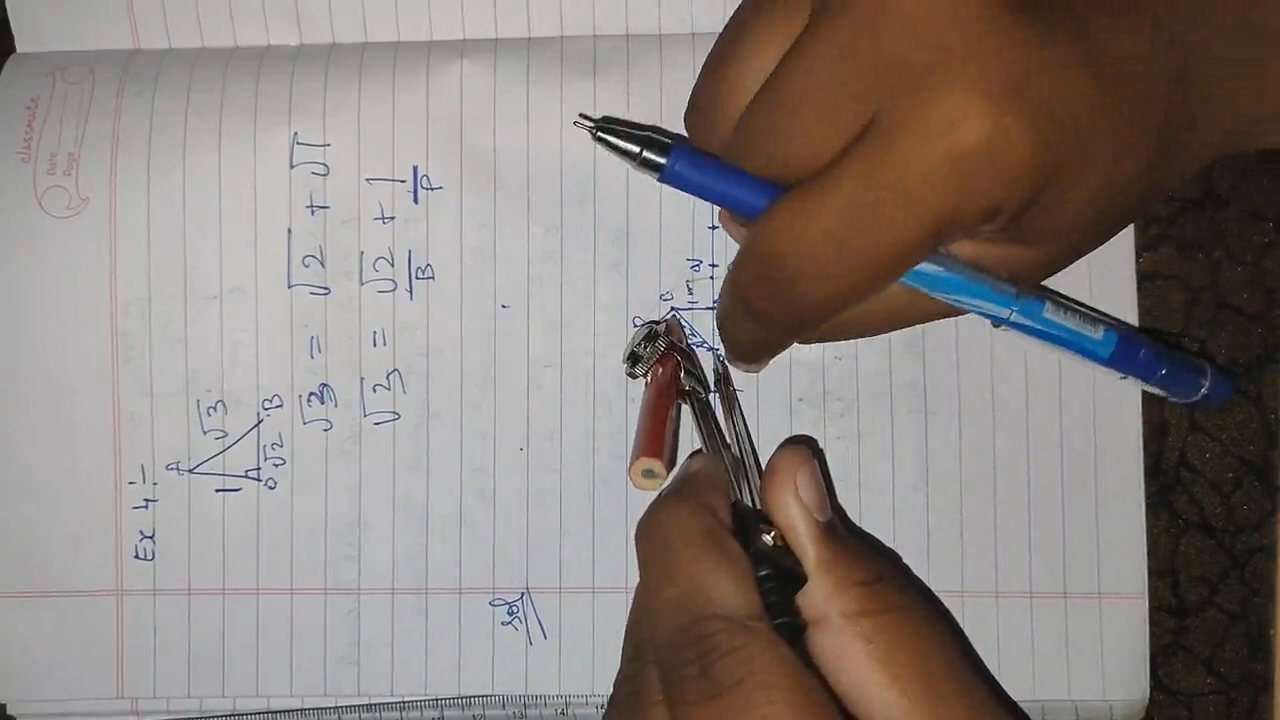 classmate
Date
Page
Ex 4:-
A
1 √3
O √2 B
√3 = √2 + √1
√3 = √2 + 1
B P
Sol